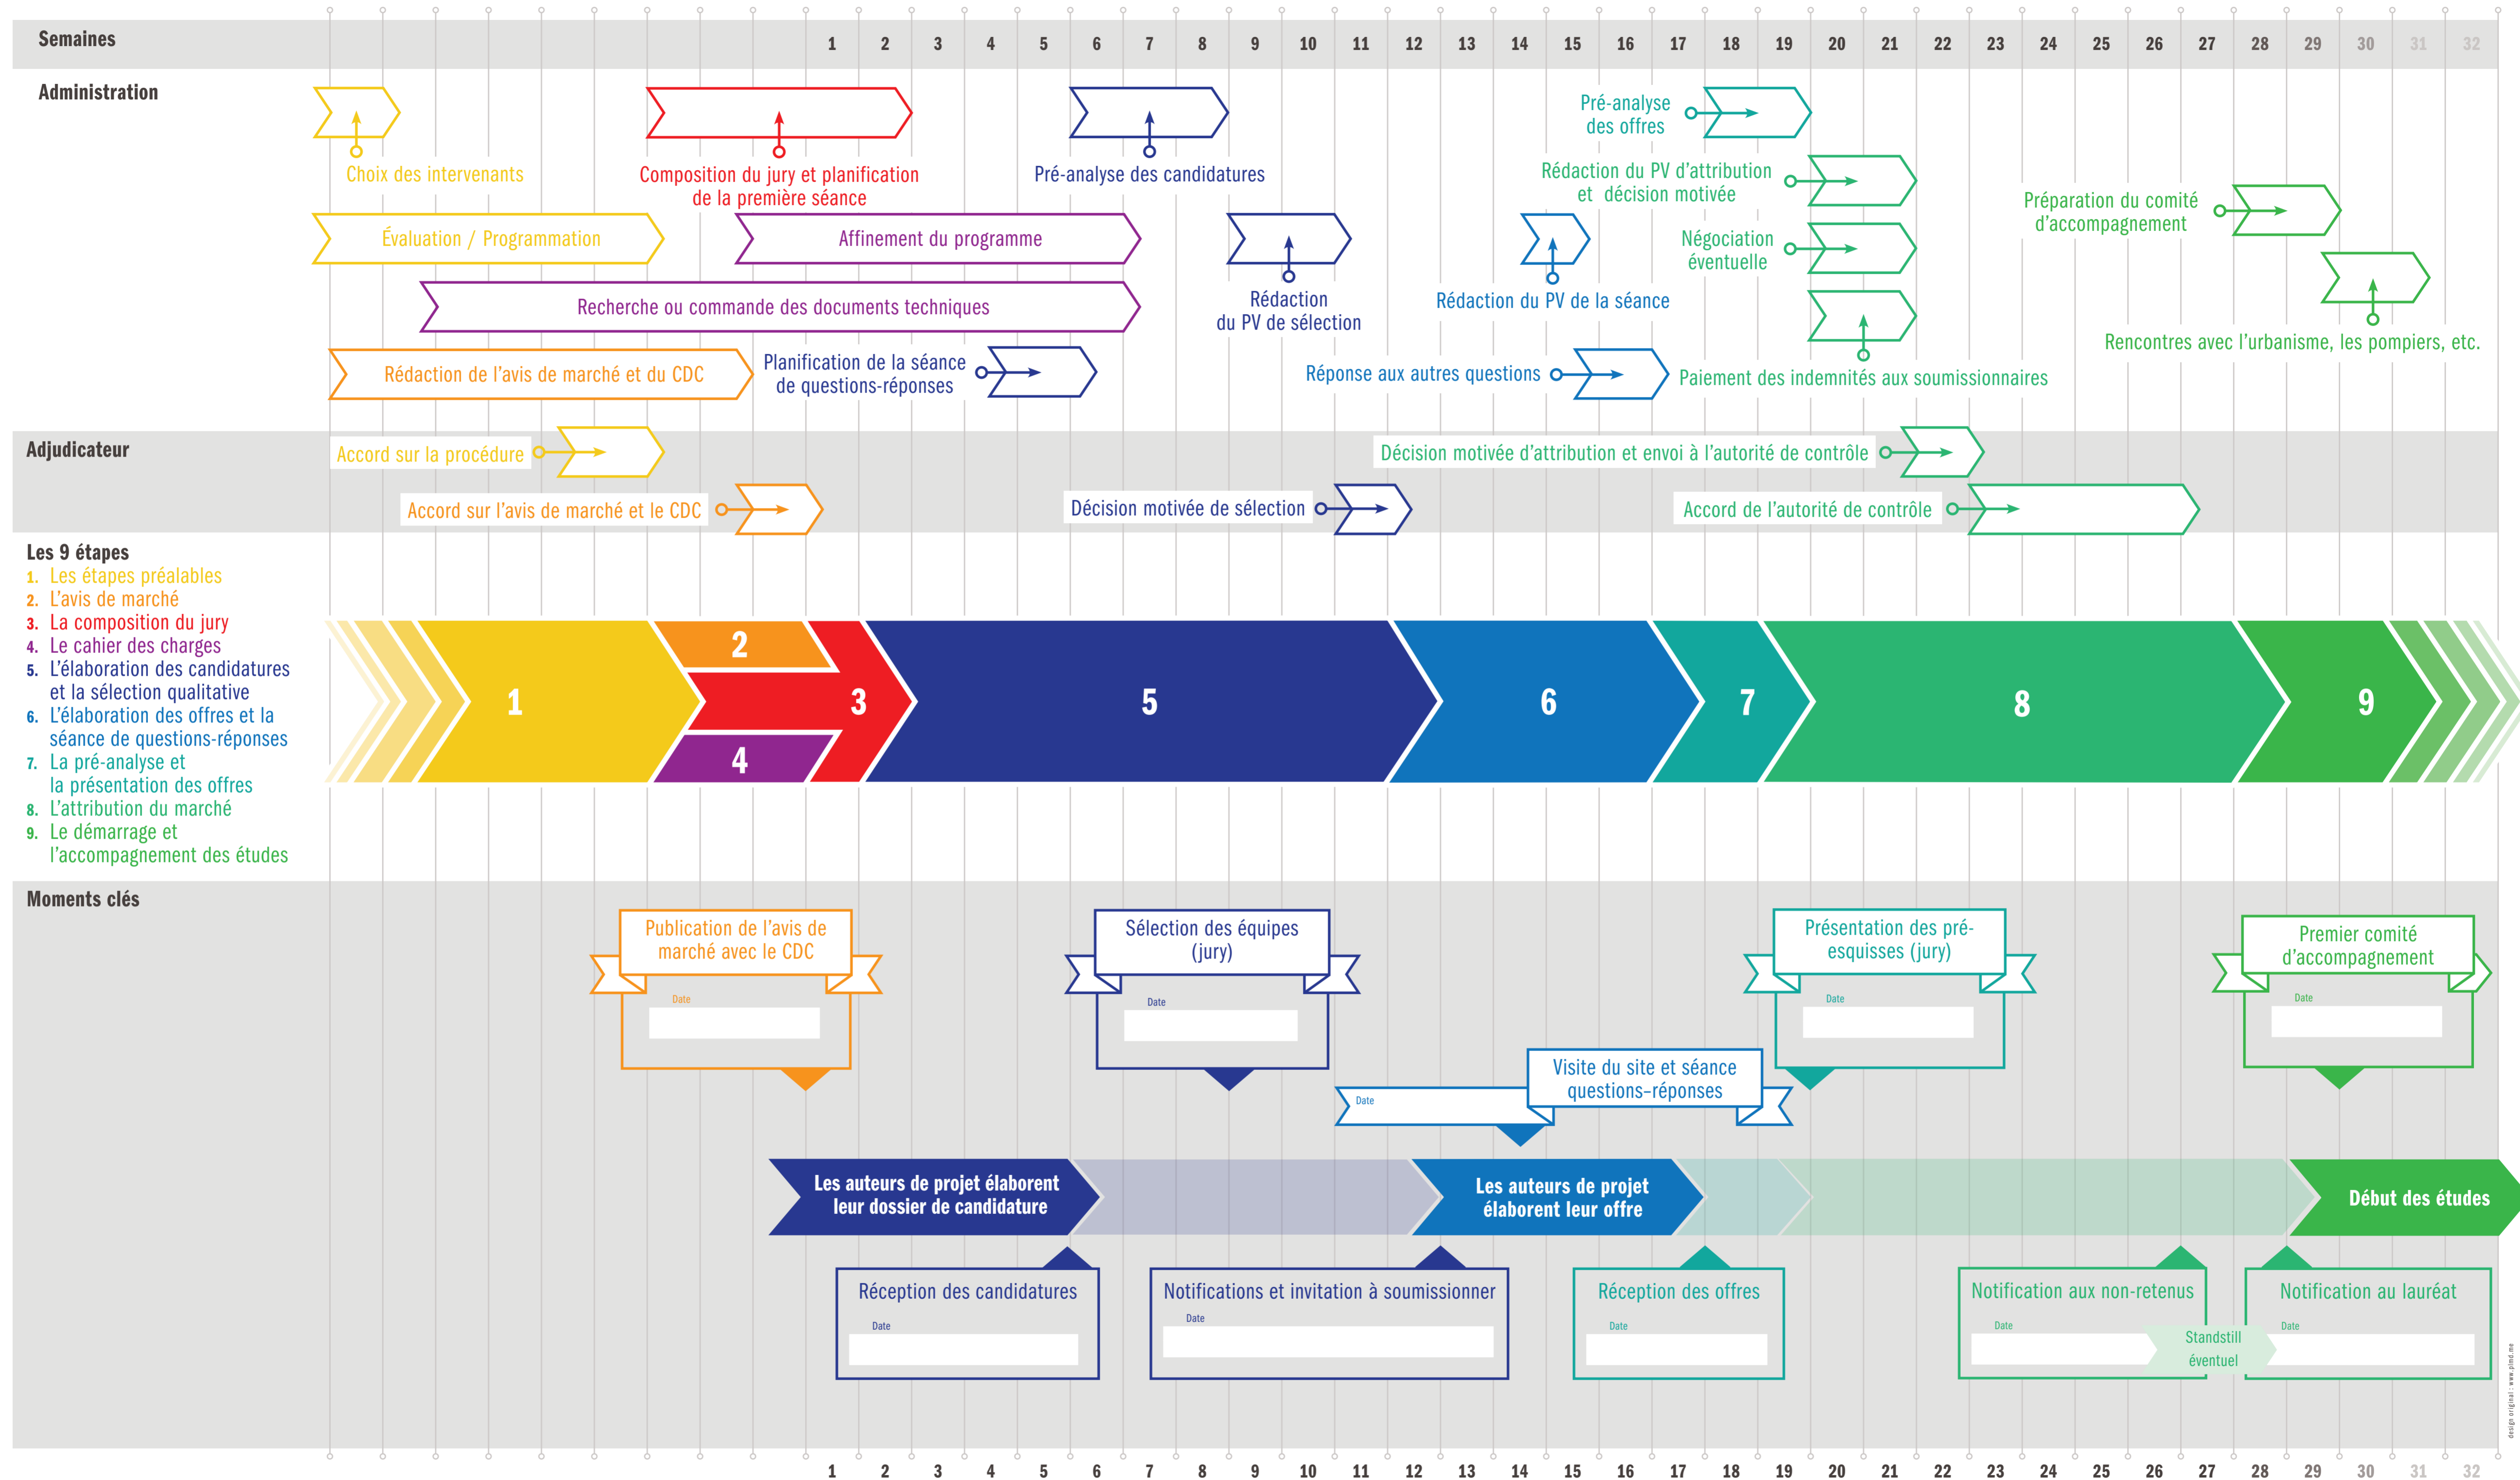 Semaines
1 2 3 4 5 6 7 8 9 10 11 12 13 14 15 16 17 18 19 20 21 22 23 24 25 26 27 28 29 30 31 32
Administration
Choix des intervenants
Composition du jury et planification
de la première séance
Pré-analyse des candidatures
Pré-analyse
des offres
Rédaction du PV d’attribution
et décision motivée
Préparation du comité
d’accompagnement
Évaluation / Programmation
Affinement du programme
Négociation
éventuelle
Recherche ou commande des documents techniques
Rédaction
du PV de sélection
Rédaction du PV de la séance
Rencontres avec l’urbanisme, les pompiers, etc.
Rédaction de l’avis de marché et du CDC
Planification de la séance
de questions-réponses
Réponse aux autres questions
Paiement des indemnités aux soumissionnaires
Adjudicateur
Accord sur la procédure
Décision motivée d’attribution et envoi à l’autorité de contrôle
Accord sur l’avis de marché et le CDC
Décision motivée de sélection
Accord de l’autorité de contrôle
Les 9 étapes
1. Les étapes préalables
2. L’avis de marché
3. La composition du jury
4. Le cahier des charges
5. L’élaboration des candidatures
et la sélection qualitative
6. L’élaboration des offres et la
séance de questions-réponses
7. La pré-analyse et
la présentation des offres
8. L’attribution du marché
9. Le démarrage et
l’accompagnement des études
1
2
3
4
5
6
7
8
9
Moments clés
Publication de l’avis de
marché avec le CDC
Date
Sélection des équipes
(jury)
Date
Présentation des pré-
esquisses (jury)
Date
Premier comité
d’accompagnement
Date
Visite du site et séance
questions–réponses
Date
Les auteurs de projet élaborent
leur dossier de candidature
Les auteurs de projet
élaborent leur offre
Début des études
Réception des candidatures
Date
Notifications et invitation à soumissionner
Date
Réception des offres
Date
Notification aux non-retenus
Date
Standstill
éventuel
Notification au lauréat
Date
design original : www.plmd.me
1 2 3 4 5 6 7 8 9 10 11 12 13 14 15 16 17 18 19 20 21 22 23 24 25 26 27 28 29 30 31 32